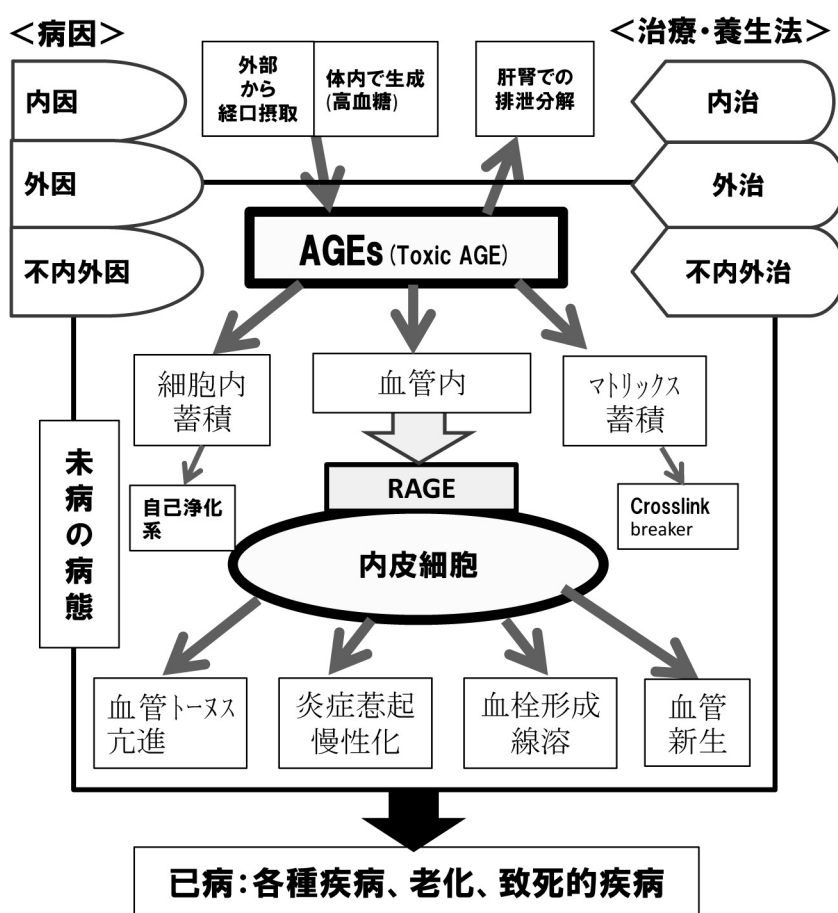 ＜病因＞
＜治療・養生法＞
外部
から
経口摂取
体内で生成
(高血糖)
肝腎での
排泄分解
内因
内治
外因
外治
不内外因
不内外治
AGEs (Toxic AGE)
細胞内
蓄積
血管内
マトリックス
蓄積
自己浄化
系
RAGE
Crosslink
breaker
未病の病態
内皮細胞
血管トーヌス
亢進
炎症惹起
慢性化
血栓形成
線溶
血管
新生
已病：各種疾病、老化、致死的疾病